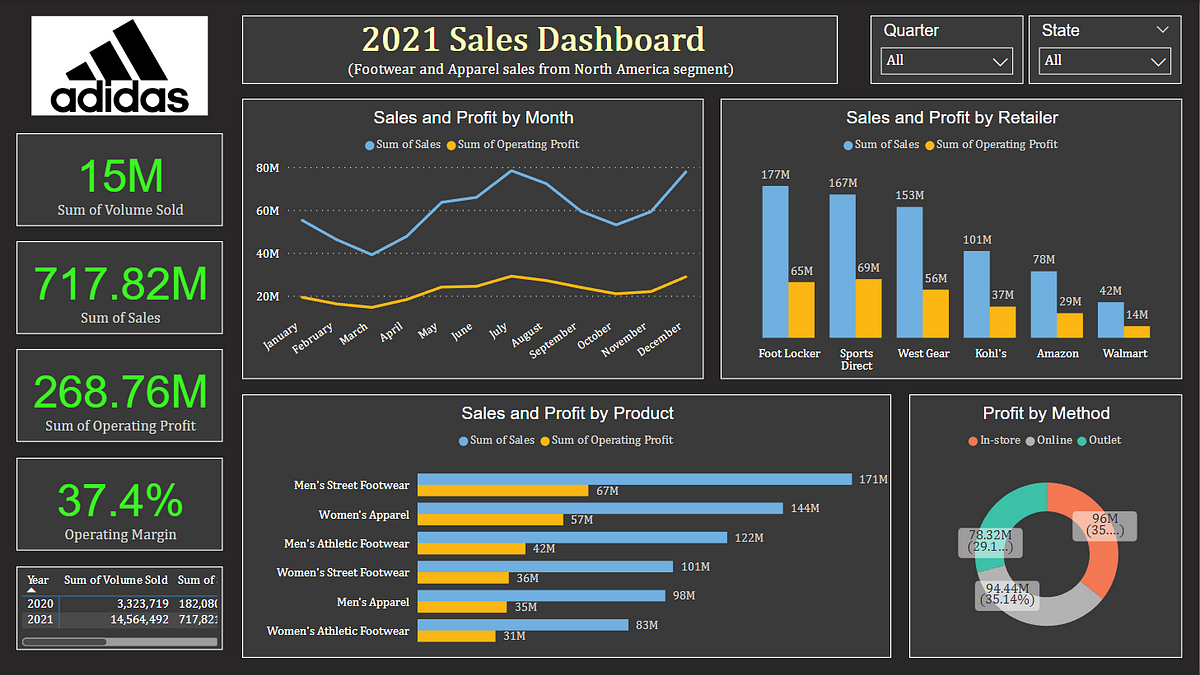 adidas
2021 Sales Dashboard
(Footwear and Apparel sales from North America segment)
Quarter
All
State
All
15M
Sum of Volume Sold
717.82M
Sum of Sales
268.76M
Sum of Operating Profit
37.4%
Operating Margin
Year Sum of Volume Sold Sum of
2020 3,323,719 182,080
2021 14,564,492 717,821
Sales and Profit by Month
Sum of Sales Sum of Operating Profit
80M
60M
40M
20M
January February March April May June July August September October November December
Sales and Profit by Retailer
Sum of Sales Sum of Operating Profit
177M 65M
167M 69M
153M 56M
101M 37M
78M 29M
42M 14M
Foot Locker Sports West Gear Kohl's Amazon Walmart
Direct
Sales and Profit by Product
Sum of Sales Sum of Operating Profit
Men's Street Footwear 171M
67M
Women's Apparel 144M
57M
Men's Athletic Footwear 122M
42M
Women's Street Footwear 101M
36M
Men's Apparel 98M
35M
Women's Athletic Footwear 83M
31M
Profit by Method
In-store Online Outlet
96M
(35....)
78.32M
(29.1...)
94.44M
(35.14%)